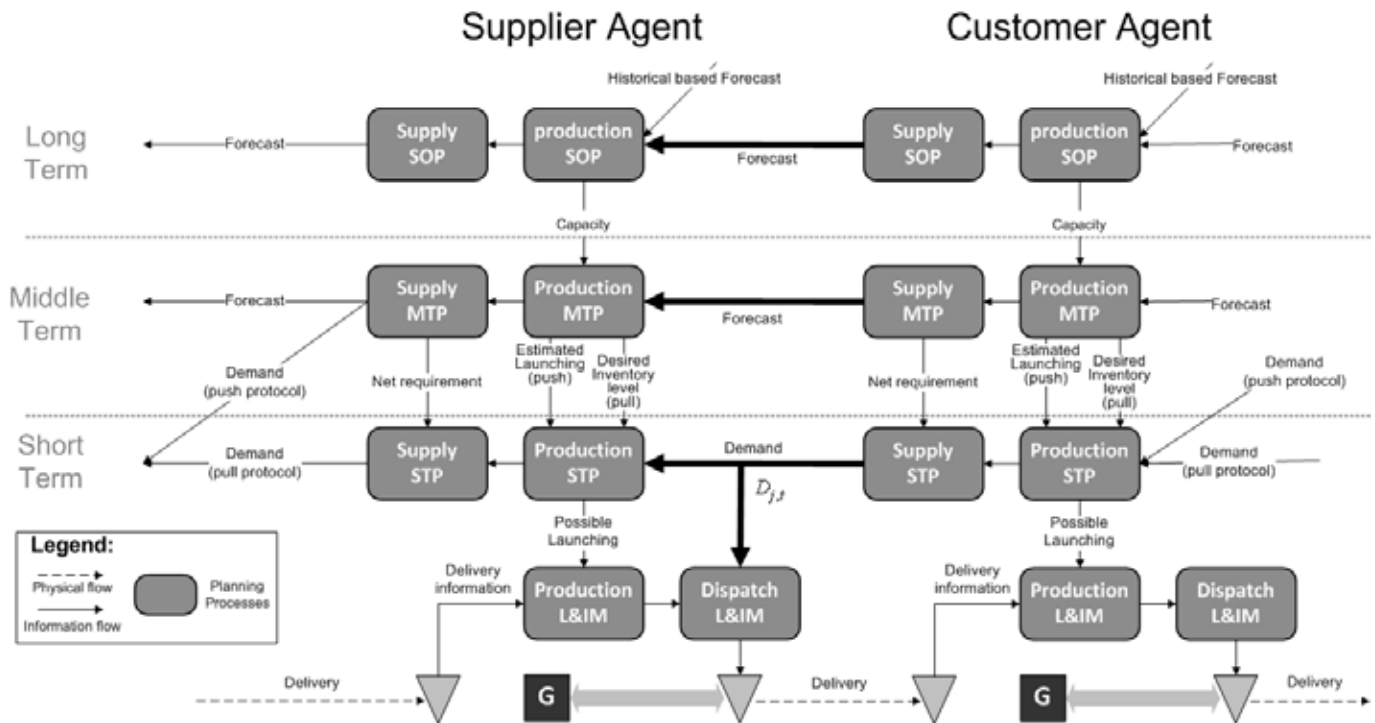 Supplier Agent
Customer Agent
Historical based Forecast
Historical based Forecast
Long
Term
Forecast
Supply
SOP
production
SOP
Forecast
Supply
SOP
production
SOP
Forecast
Capacity
Capacity
Middle
Term
Forecast
Supply
MTP
Production
MTP
Forecast
Supply
MTP
Production
MTP
Forecast
Demand
(push protocol)
Net requirement
Estimated
Launching
(push)
Desired
Inventory
level
(pull)
Net requirement
Estimated
Launching
(push)
Desired
Inventory
level
(pull)
Demand
(push protocol)
Short
Term
Demand
(pull protocol)
Supply
STP
Production
STP
Demand
D j,t
Supply
STP
Production
STP
Demand
(pull protocol)
Possible
Launching
Possible
Launching
Legend:
Physical flow
Information flow
Planning
Processes
Delivery
information
Production
L&IM
Dispatch
L&IM
Delivery
information
Production
L&IM
Dispatch
L&IM
Delivery
G
Delivery
G
Delivery